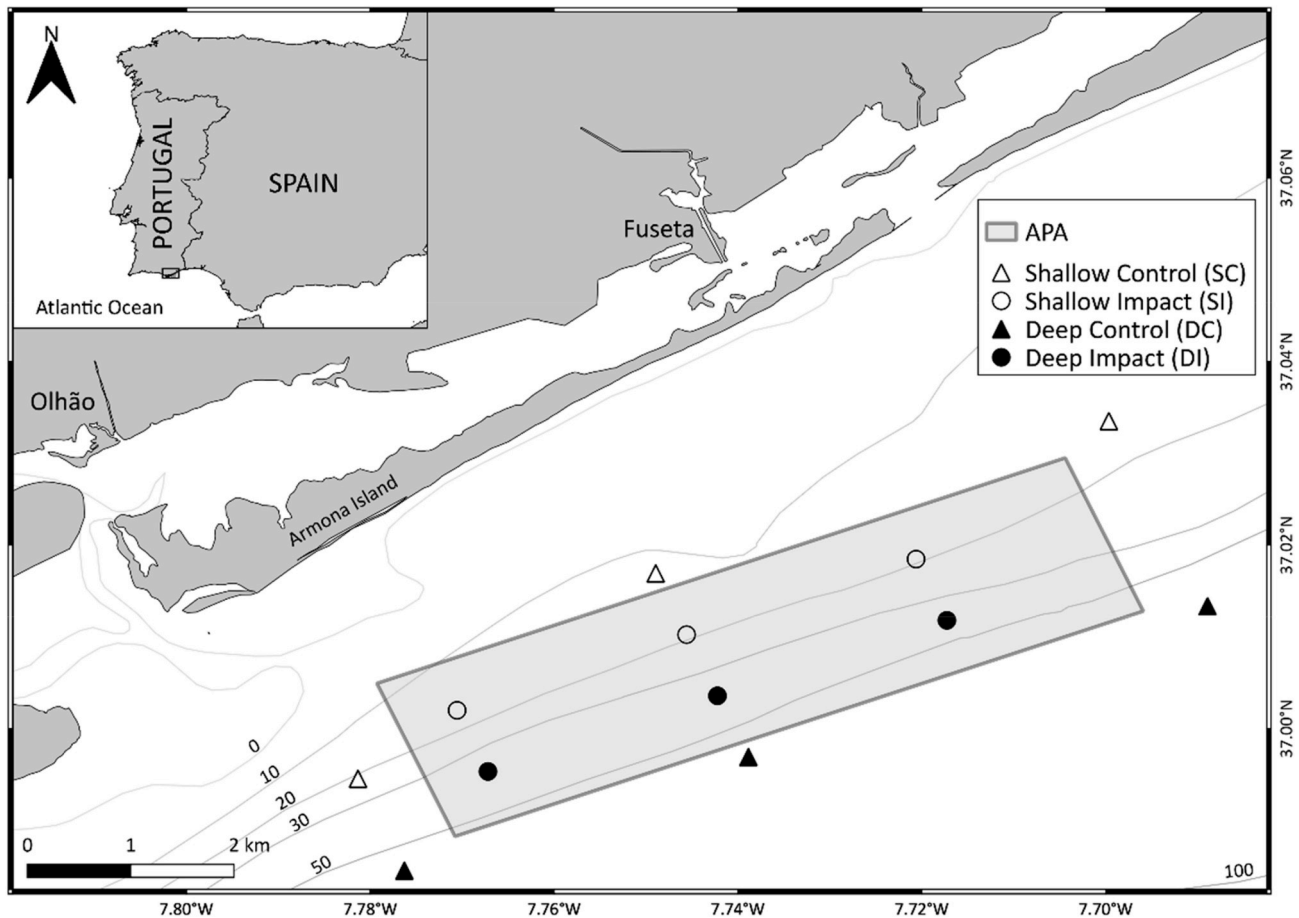 N
PORTUGAL
SPAIN
Atlantic Ocean
Fuseta
Olhão
Armona Island
APA
Shallow Control (SC)
Shallow Impact (SI)
Deep Control (DC)
Deep Impact (DI)
37.06°N
37.04°N
37.02°N
37.00°N
0
10
20
30
50
100
0 1 2 km
7.80°W 7.78°W 7.76°W 7.74°W 7.72°W 7.70°W